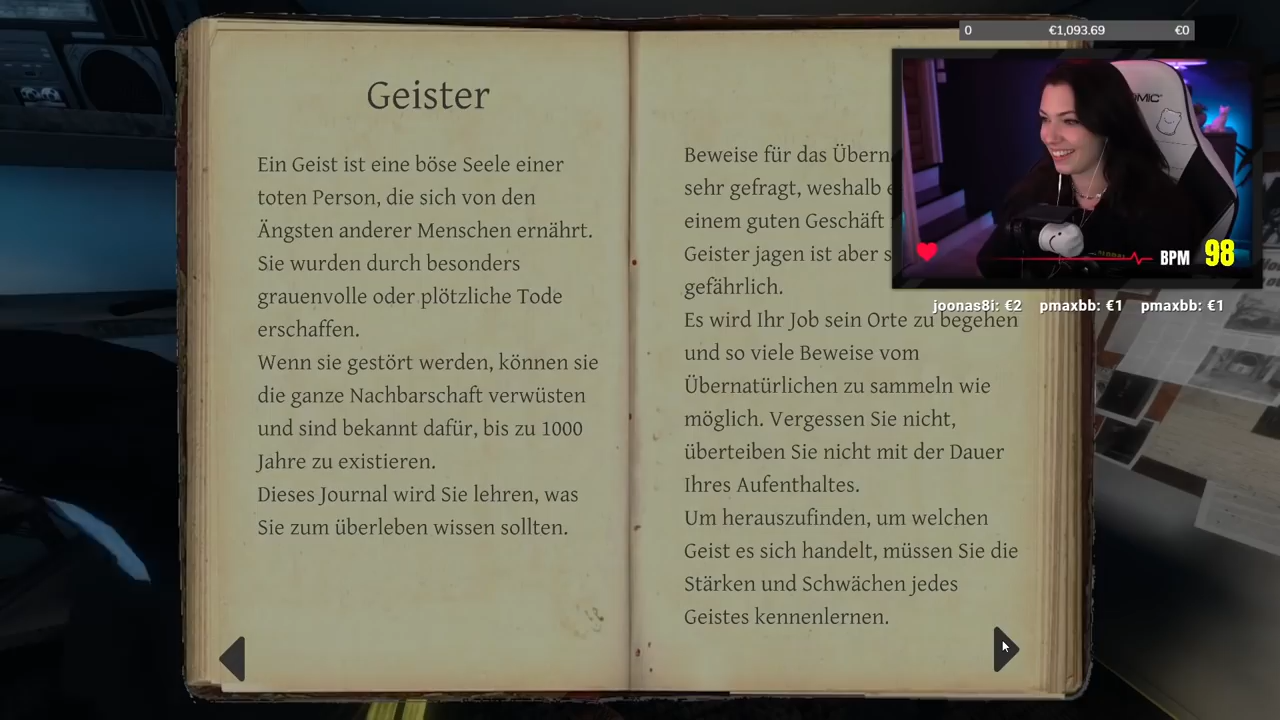 0 €1,093.69 €0
Geister
Ein Geist ist eine böse Seele einer
toten Person, die sich von den
Ängsten anderer Menschen ernährt.
Sie wurden durch besonders
grauenvolle oder plötzliche Tode
erschaffen.
Wenn sie gestört werden, können sie
die ganze Nachbarschaft verwüsten
und sind bekannt dafür, bis zu 1000
Jahre zu existieren.
Dieses Journal wird Sie lehren, was
Sie zum überleben wissen sollten.
Beweise für das
sehr gefragt, weshalb
einem guten Geschäft
Geister jagen ist aber
gefährlich.
Es wird Ihr Job sein Orte zu begehen
und so viele Beweise vom
Übernatürlichen zu sammeln wie
möglich. Vergessen Sie nicht,
überteiben Sie nicht mit der Dauer
Ihres Aufenthaltes.
Um herauszufinden, um welchen
Geist es sich handelt, müssen Sie die
Stärken und Schwächen jedes
Geistes kennenlernen.
BPM 98
joonas8i: €2 pmaxbb: €1 pmaxbb: €1